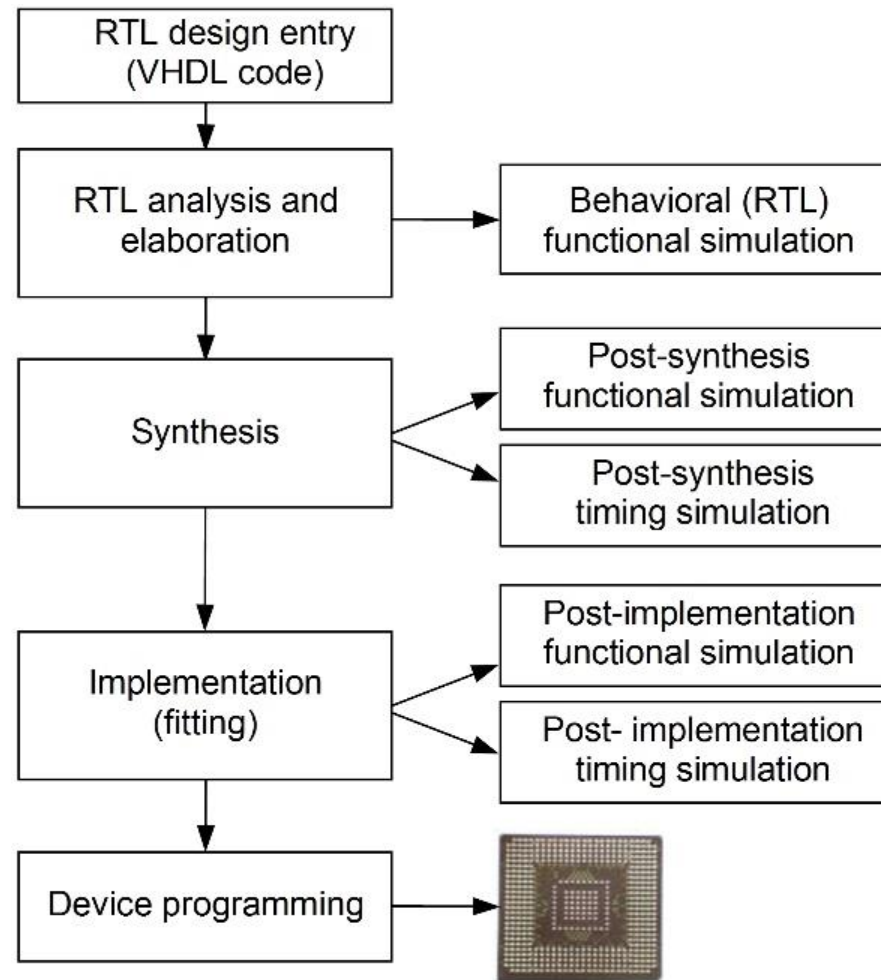 RTL design entry
(VHDL code)
RTL analysis and
elaboration
Behavioral (RTL)
functional simulation
Synthesis
Post-synthesis
functional simulation
Post-synthesis
timing simulation
Implementation
(fitting)
Post-implementation
functional simulation
Post- implementation
timing simulation
Device programming